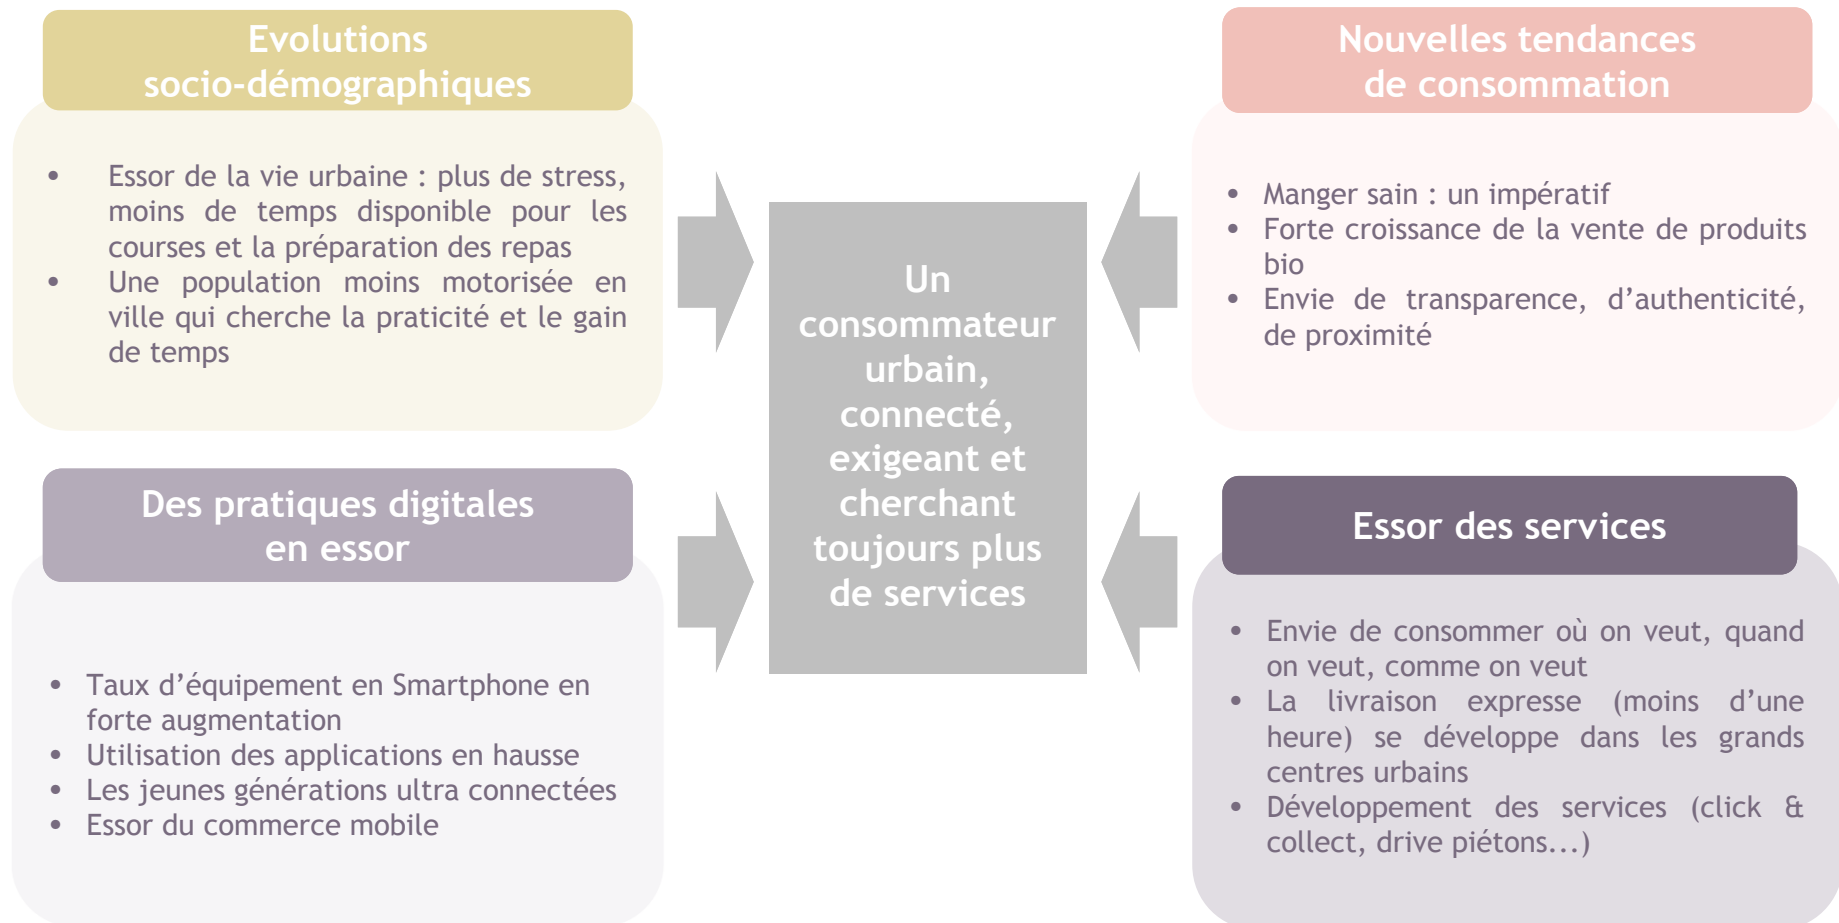 Evolutions
socio-démographiques
• Essor de la vie urbaine : plus de stress,
moins de temps disponible pour les
courses et la préparation des repas
• Une population moins motorisée en
ville qui cherche la praticité et le gain
de temps
Des pratiques digitales
en essor
• Taux d’équipement en Smartphone en
forte augmentation
• Utilisation des applications en hausse
• Les jeunes générations ultra connectées
• Essor du commerce mobile
Un
consommateur
urbain,
connecté,
exigeant et
cherchant
toujours plus
de services
Nouvelles tendances
de consommation
• Manger sain : un impératif
• Forte croissance de la vente de produits
bio
• Envie de transparence, d’authenticité,
de proximité
Essor des services
• Envie de consommer où on veut, quand
on veut, comme on veut
• La livraison expresse (moins d’une
heure) se développe dans les grands
centres urbains
• Développement des services (click &
collect, drive piétons...)